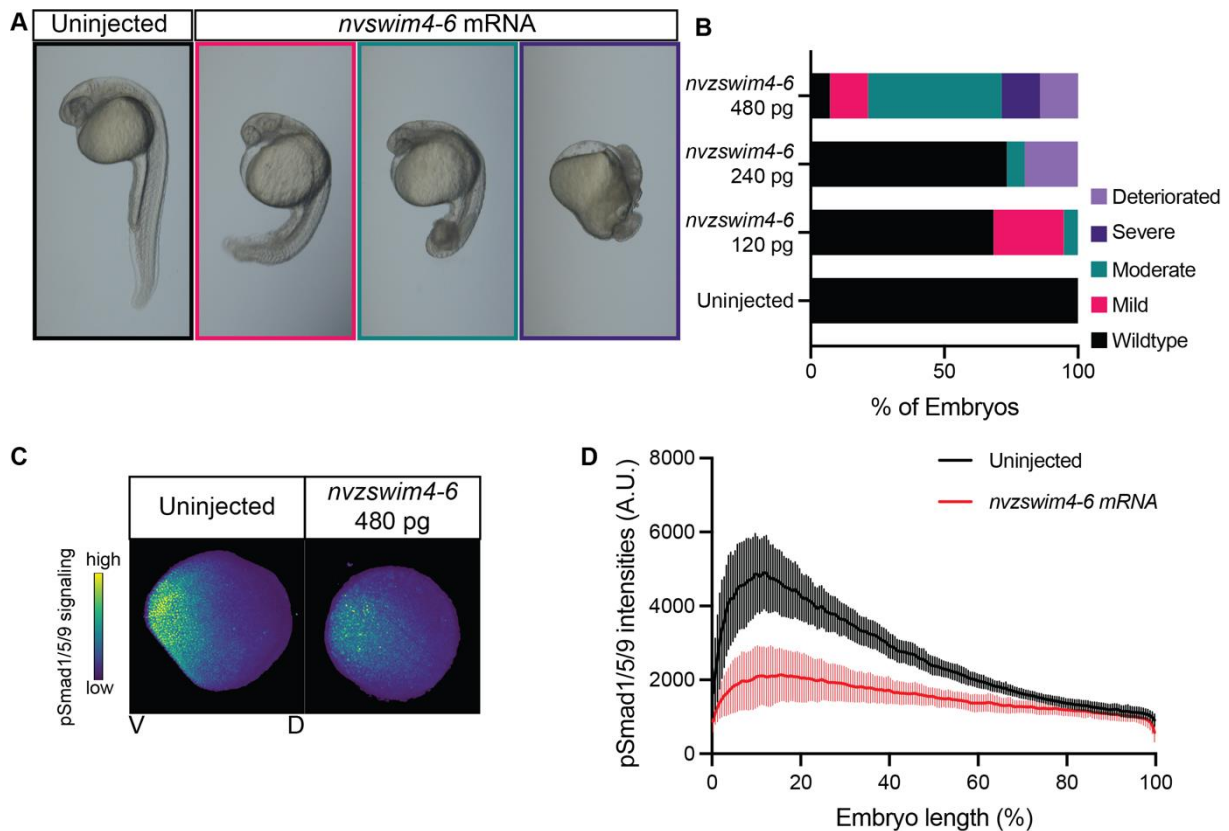 A
Uninjected
nvswim4-6 mRNA
B
nvzswim4-6
480 pg
nvzswim4-6
240 pg
nvzswim4-6
120 pg
Uninjected
0
50
100
% of Embryos
Deteriorated
Severe
Moderate
Mild
Wildtype
C
Uninjected
nvzswim4-6
480 pg
pSmad1/5/9 signaling
high
low
V
D
D
pSmad1/5/9 intensities (A.U.)
8000
6000
4000
2000
0
0
20
40
60
80
100
Embryo length (%)
Uninjected
nvzswim4-6 mRNA